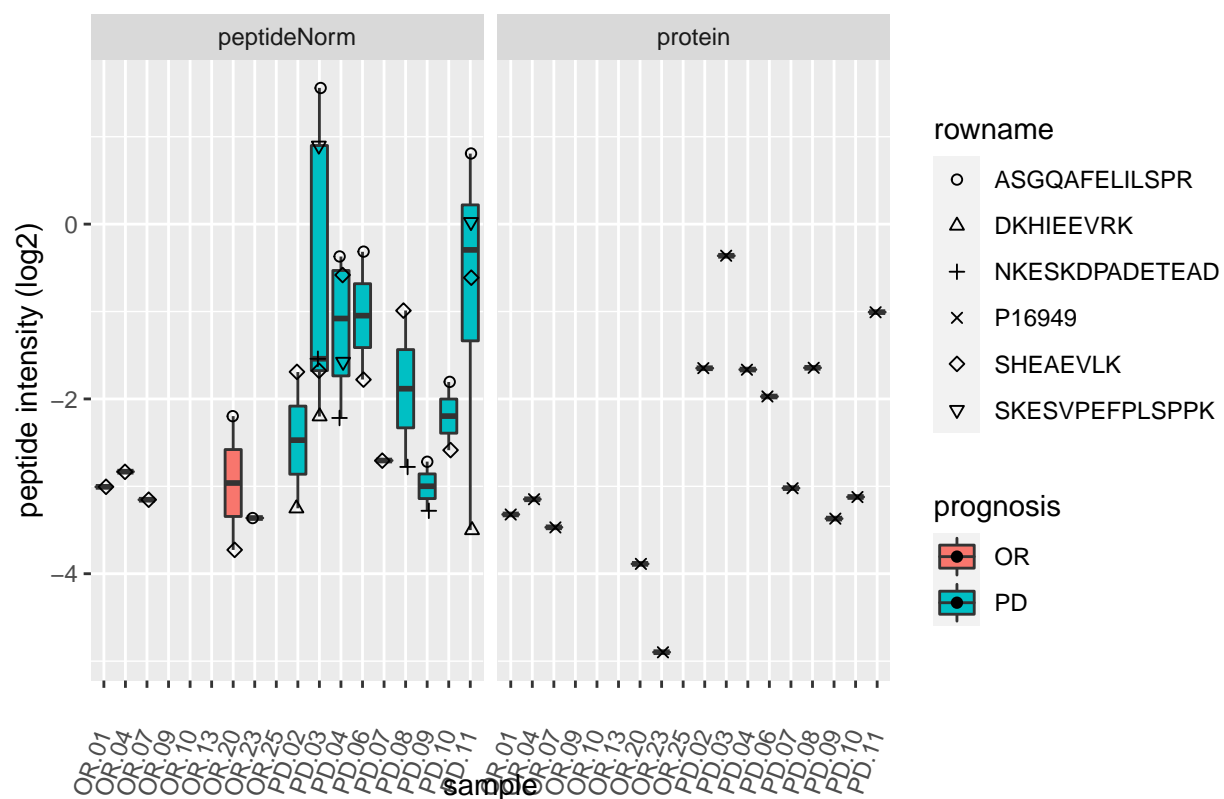 peptideNorm
protein
peptide intensity (log2)
0
−2
−4
OR.01
OR.04
OR.07
OR.09
OR.10
OR.13
OR.20
OR.23
OR.25
PD.02
PD.03
PD.04
PD.06
PD.07
PD.08
PD.09
PD.10
PD.11
OR.01
OR.04
OR.07
OR.09
OR.10
OR.13
OR.20
OR.23
OR.25
PD.02
PD.03
PD.04
PD.06
PD.07
PD.08
PD.09
PD.10
PD.11
sample
rowname
ASGQAFELILSPR
DKHIEEVRK
NKESKDPADETEAD
P16949
SHEAEVLK
SKESVPEFPLSPPK
prognosis
OR
PD